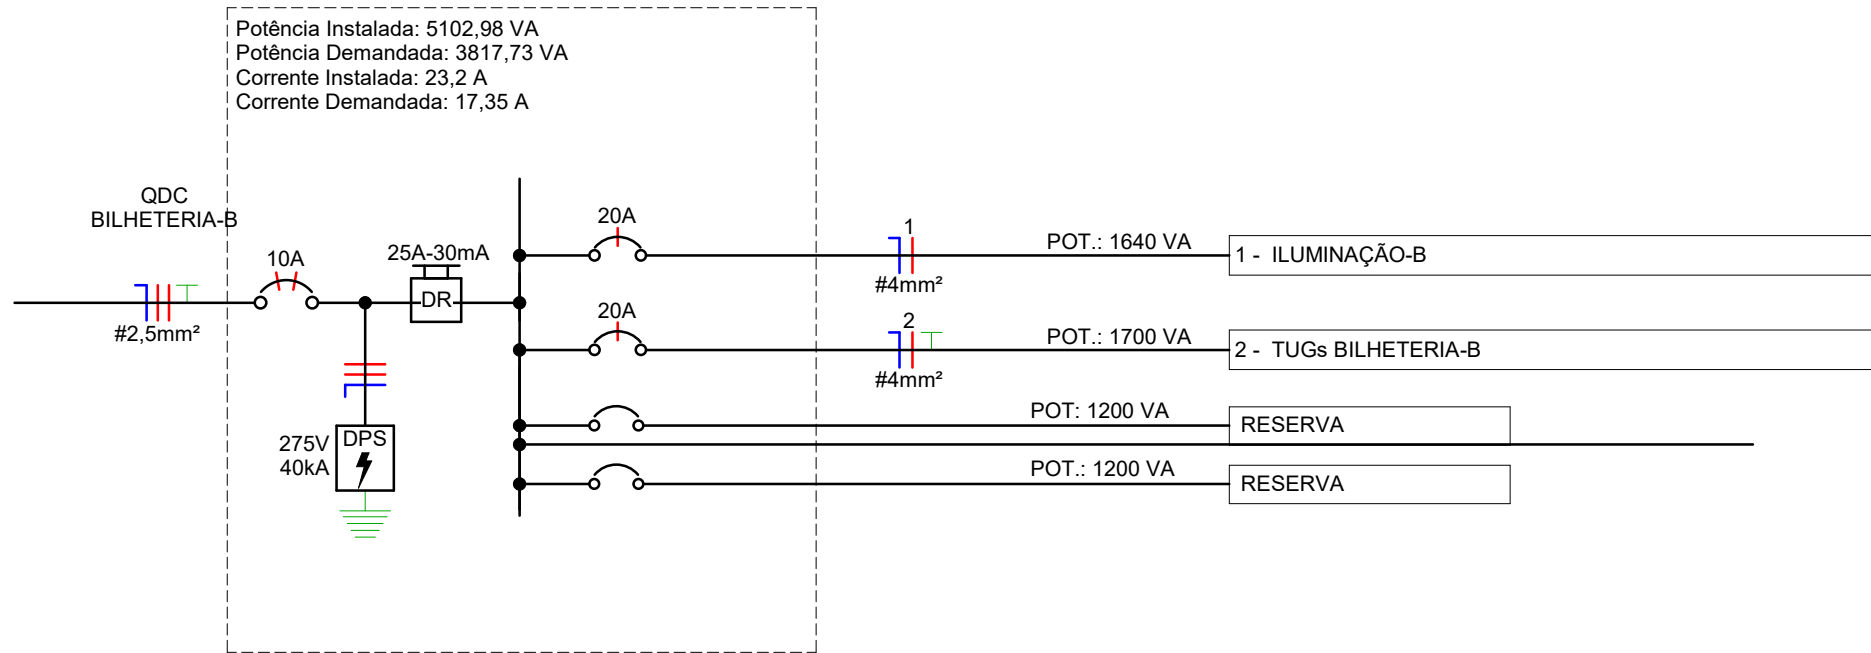 Potência Instalada: 5102,98 VA
Potência Demandada: 3817,73 VA
Corrente Instalada: 23,2 A
Corrente Demandada: 17,35 A
QDC
BILHETERIA-B
#2,5mm²
10A
25A-30mA
DR
275V
40kA
DPS
20A
1
#4mm²
POT.: 1640 VA
1 - ILUMINAÇÃO-B
20A
2
#4mm²
POT.: 1700 VA
2 - TUGs BILHETERIA-B
POT: 1200 VA
RESERVA
POT.: 1200 VA
RESERVA